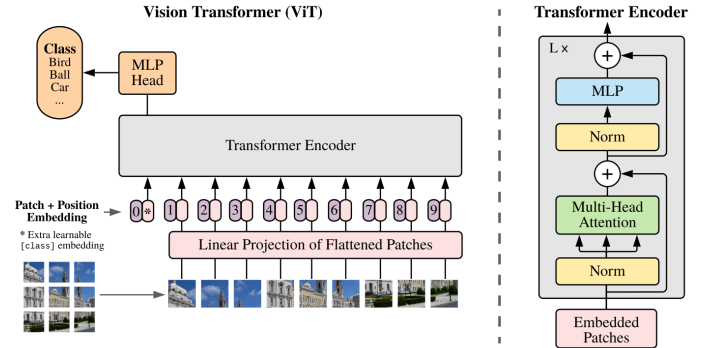 Vision Transformer (ViT)
Class
Bird
Ball
Car
...
MLP
Head
Transformer Encoder
Patch + Position
Embedding
0 * 1 2 3 4 5 6 7 8 9
* Extra learnable
[class] embedding
Linear Projection of Flattened Patches
Transformer Encoder
L ×
+
MLP
Norm
+
Multi-Head
Attention
Norm
Embedded
Patches